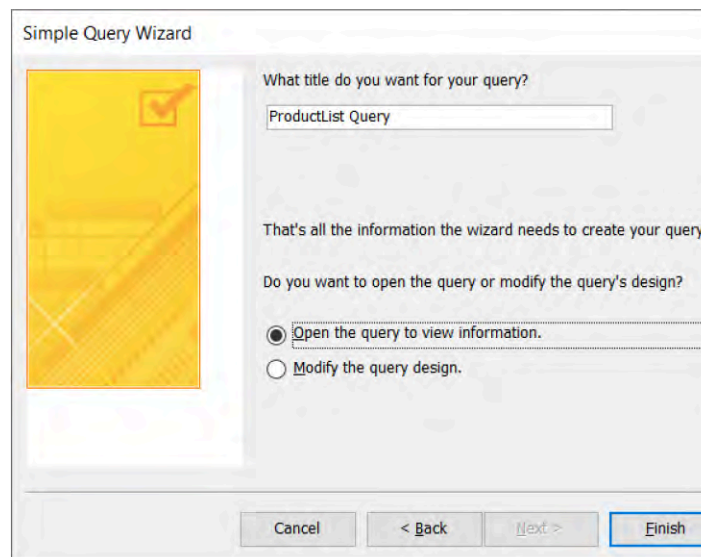 Simple Query Wizard
What title do you want for your query?
ProductList Query
That's all the information the wizard needs to create your query
Do you want to open the query or modify the query's design?
Open the query to view information.
Modify the query design.
Cancel
< Back
Next >
Finish